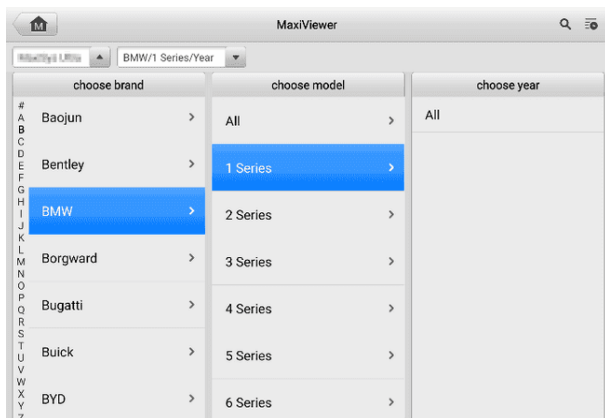 M
MaxiViewer
BMW/1 Series/Year
choose brand
choose model
choose year
#
A
B
C
D
E
F
G
H
I
J
K
L
M
N
O
P
Q
R
S
T
U
V
W
X
Y
Z
Baojun
Bentley
BMW
Borgward
Bugatti
Buick
BYD
All
1 Series
2 Series
3 Series
4 Series
5 Series
6 Series
All